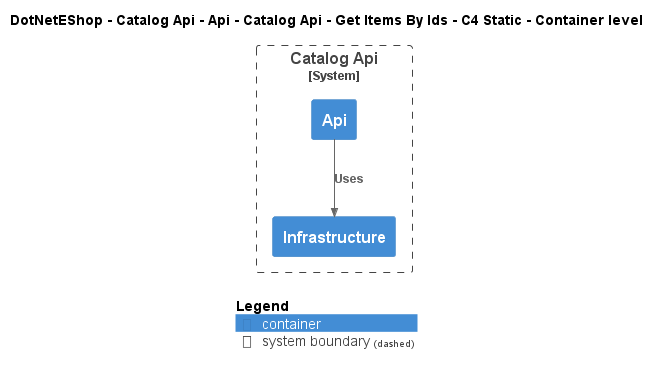 DotNetEShop - Catalog Api - Api - Catalog Api - Get Items By Ids - C4 Static - Container level
Catalog Api
[System]
Api
Uses
Infrastructure
Legend
container
system boundary (dashed)